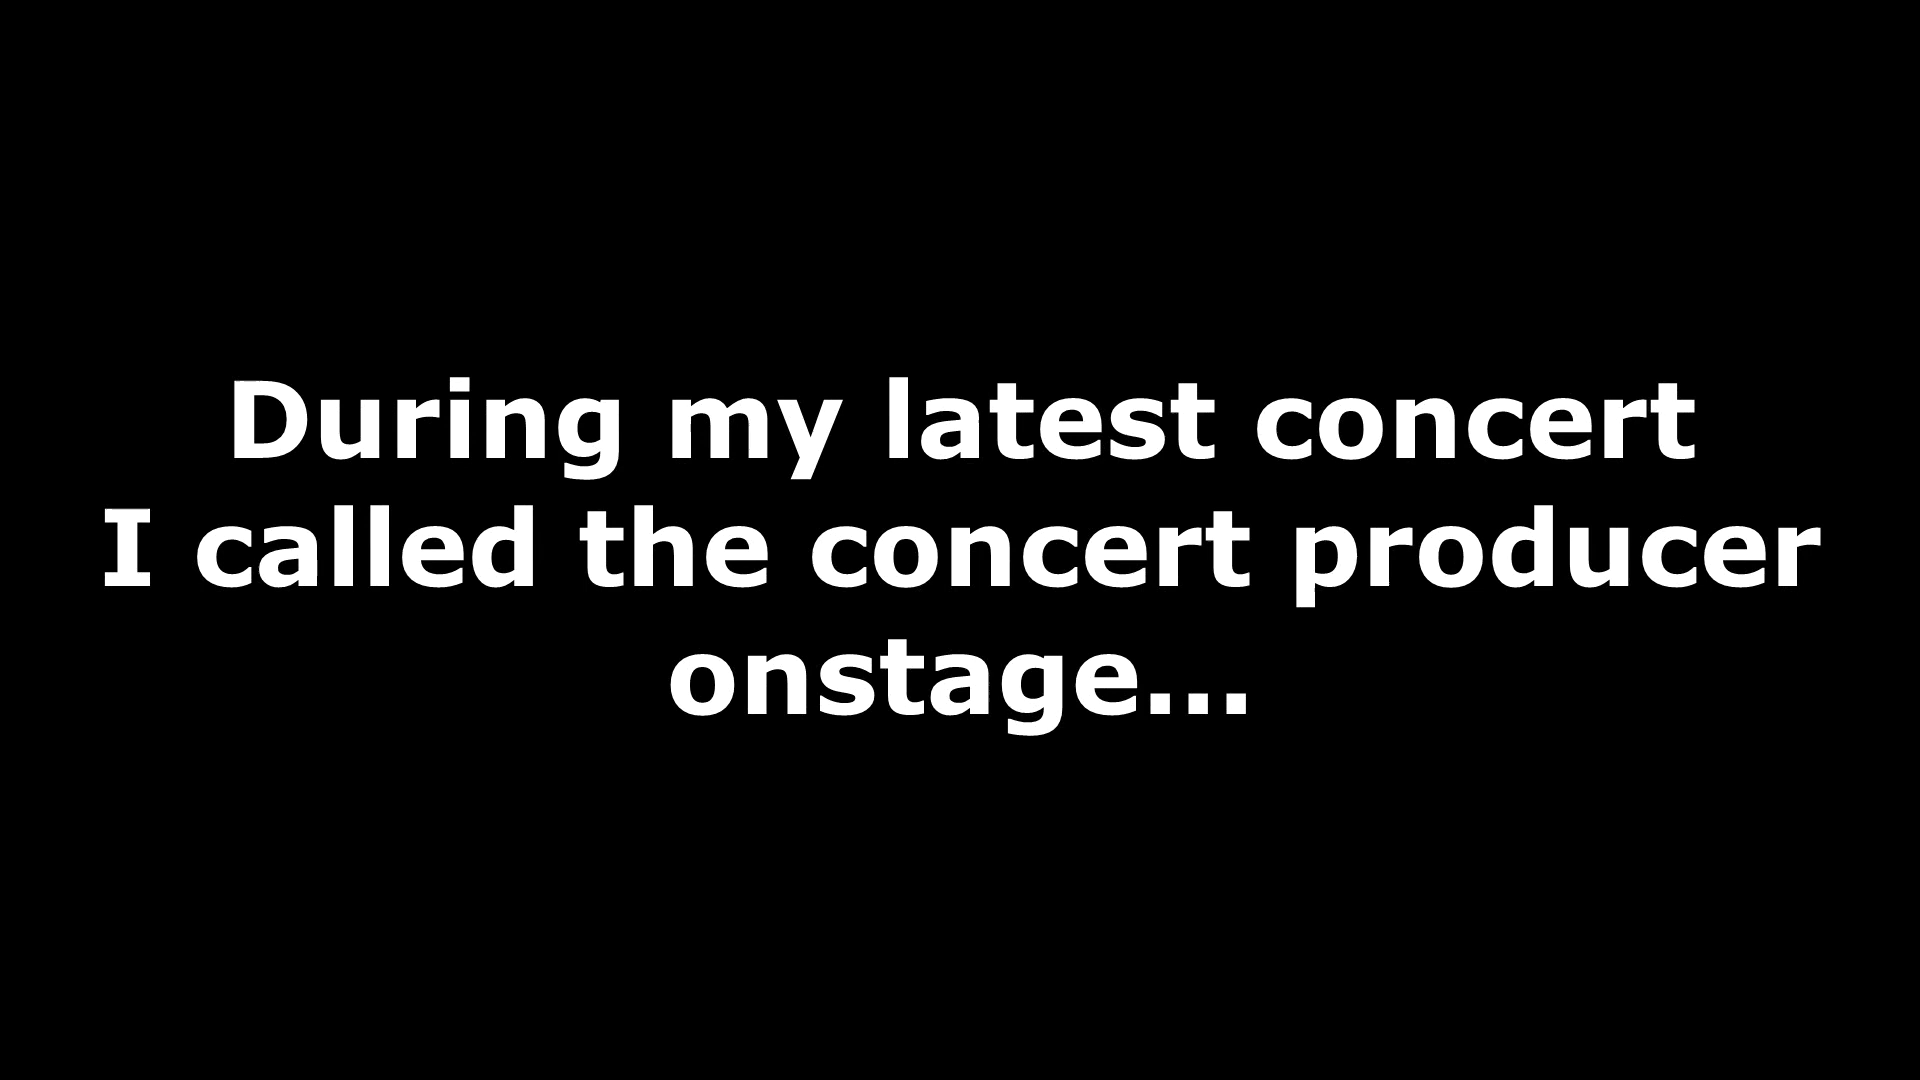 During my latest concert
I called the concert producer
onstage...